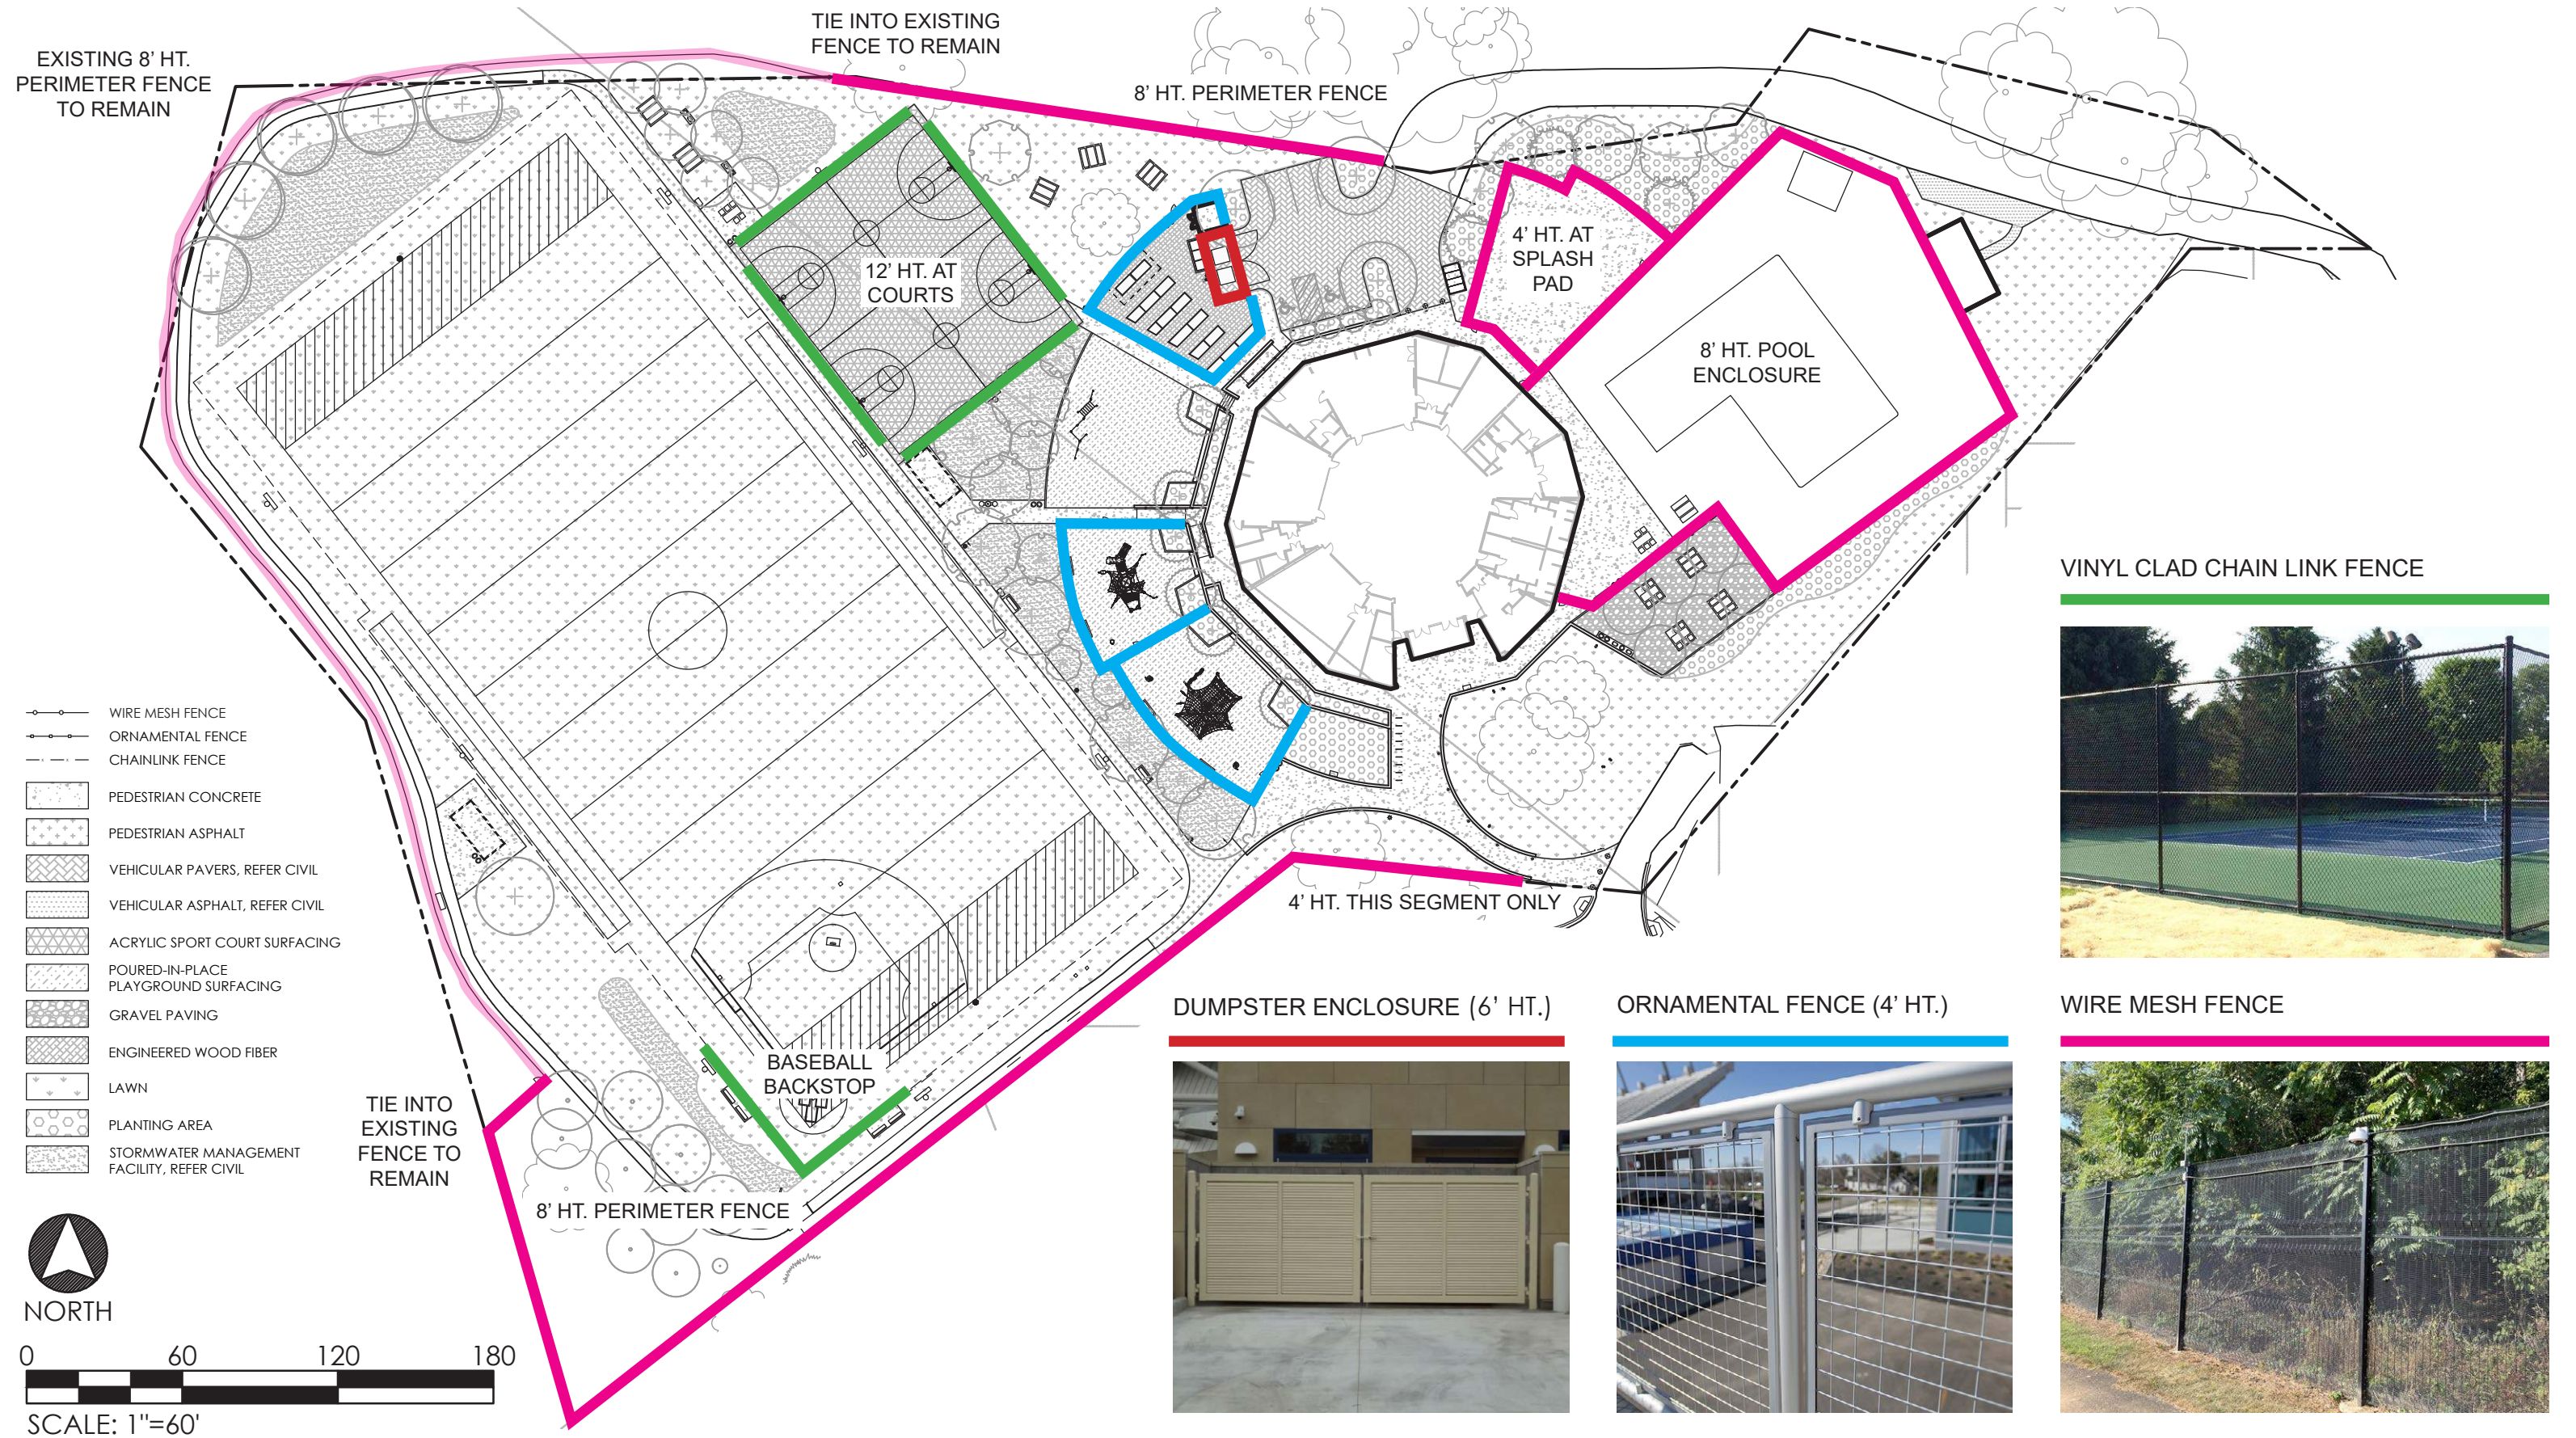 EXISTING 8’ HT.
PERIMETER FENCE
TO REMAIN
TIE INTO EXISTING
FENCE TO REMAIN
8’ HT. PERIMETER FENCE
12’ HT. AT
COURTS
4’ HT. AT
SPLASH
PAD
8’ HT. POOL
ENCLOSURE
VINYL CLAD CHAIN LINK FENCE
WIRE MESH FENCE
ORNAMENTAL FENCE
CHAINLINK FENCE
PEDESTRIAN CONCRETE
PEDESTRIAN ASPHALT
VEHICULAR PAVERS, REFER CIVIL
VEHICULAR ASPHALT, REFER CIVIL
ACRYLIC SPORT COURT SURFACING
POURED-IN-PLACE
PLAYGROUND SURFACING
GRAVEL PAVING
ENGINEERED WOOD FIBER
LAWN
PLANTING AREA
STORMWATER MANAGEMENT
FACILITY, REFER CIVIL
4’ HT. THIS SEGMENT ONLY
BASEBALL
BACKSTOP
TIE INTO
EXISTING
FENCE TO
REMAIN
8’ HT. PERIMETER FENCE
DUMPSTER ENCLOSURE (6’ HT.)
ORNAMENTAL FENCE (4’ HT.)
WIRE MESH FENCE
NORTH
0 60 120 180
SCALE: 1"=60'